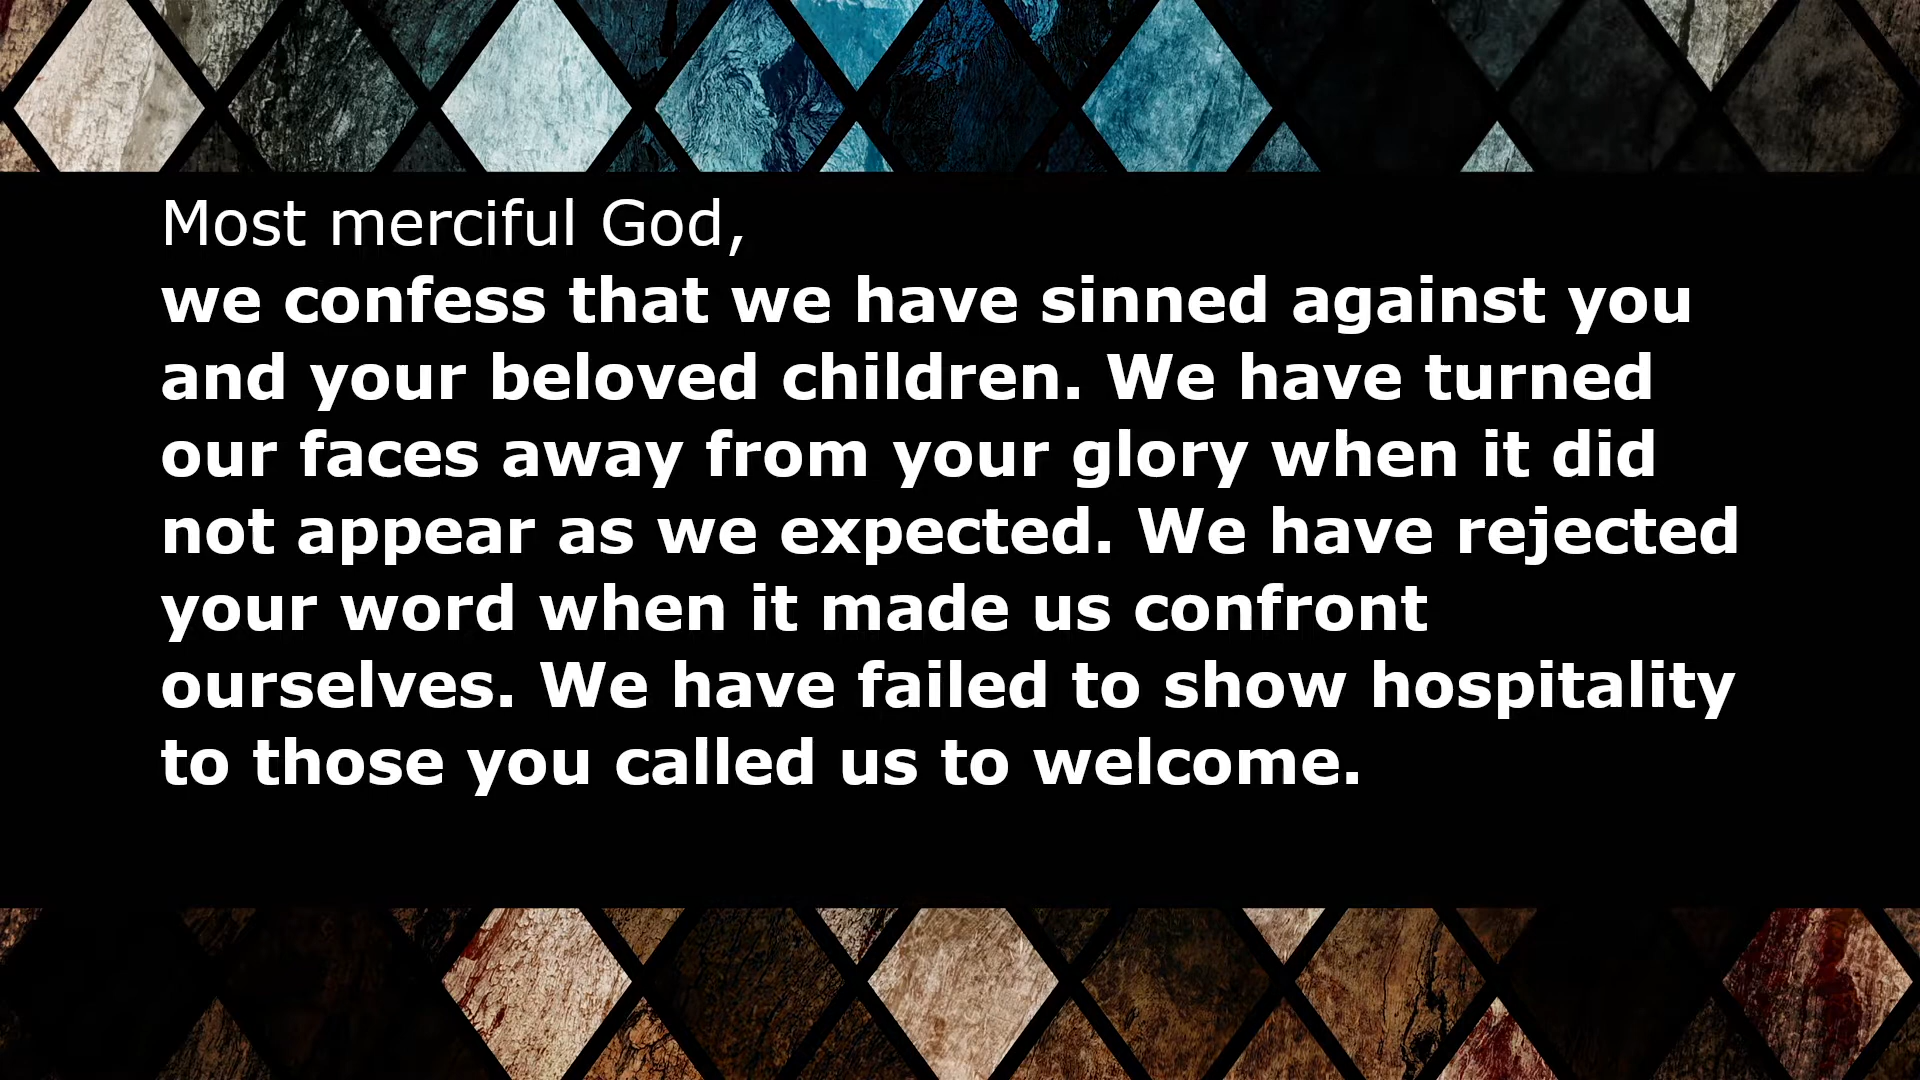 Most merciful God,
we confess that we have sinned against you
and your beloved children. We have turned
our faces away from your glory when it did
not appear as we expected. We have rejected
your word when it made us confront
ourselves. We have failed to show hospitality
to those you called us to welcome.